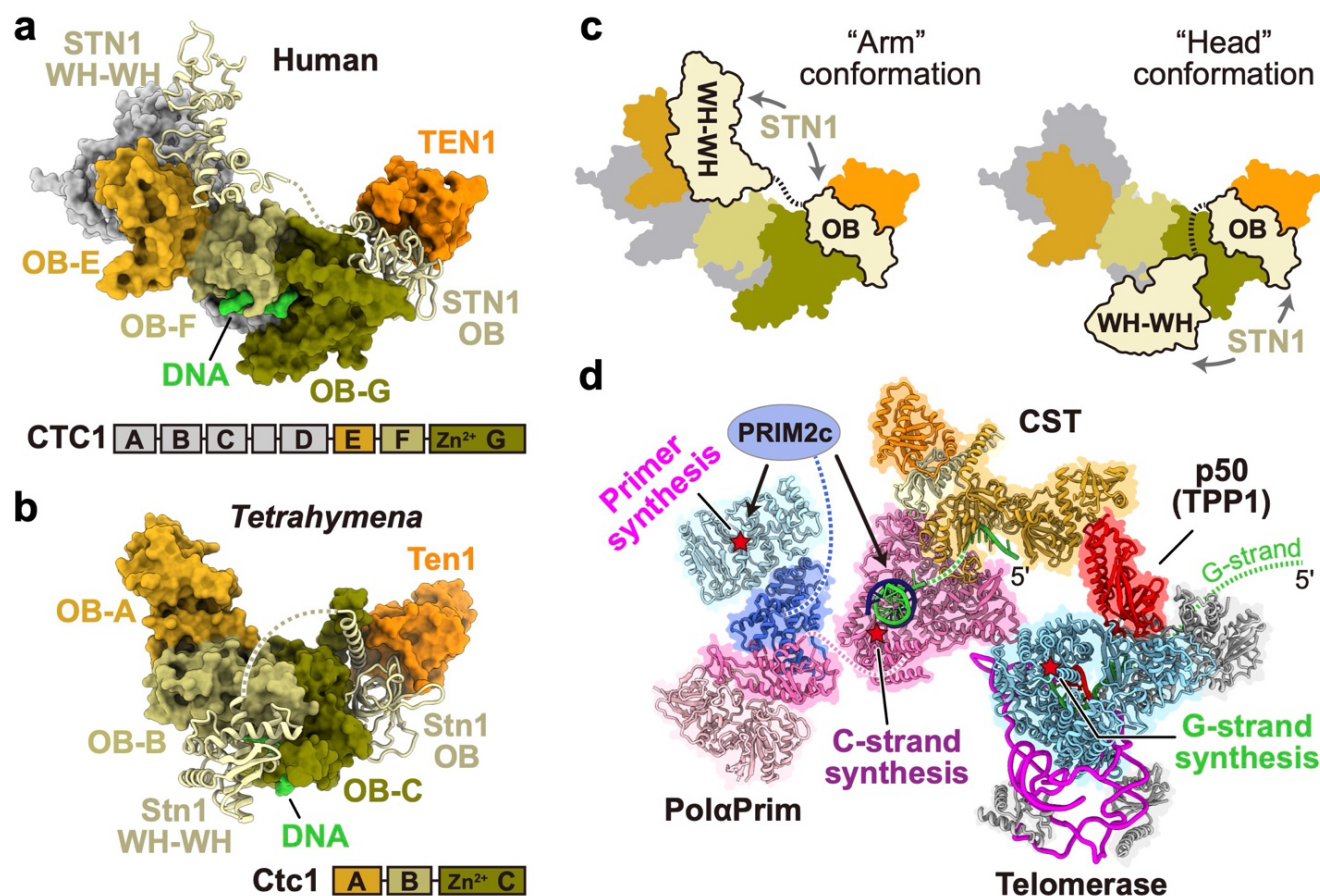 a
STN1
WH-WH
Human
TEN1
OB-E
OB-F
STN1
OB
DNA
OB-G
CTC1 A B C D E F Zn²⁺ G
b
Tetrahymena
OB-A
Ten1
OB-B
Stn1
OB
OB-C
Stn1
WH-WH
DNA
Ctc1 A B Zn²⁺ C
c
"Arm"
conformation
WH-WH
STN1
OB
"Head"
conformation
OB
WH-WH
STN1
d
PRIM2c
CST
Primer
synthesis
p50
(TPP1)
5'
G-strand
5'
C-strand
synthesis
G-strand
synthesis
PolαPrim
Telomerase